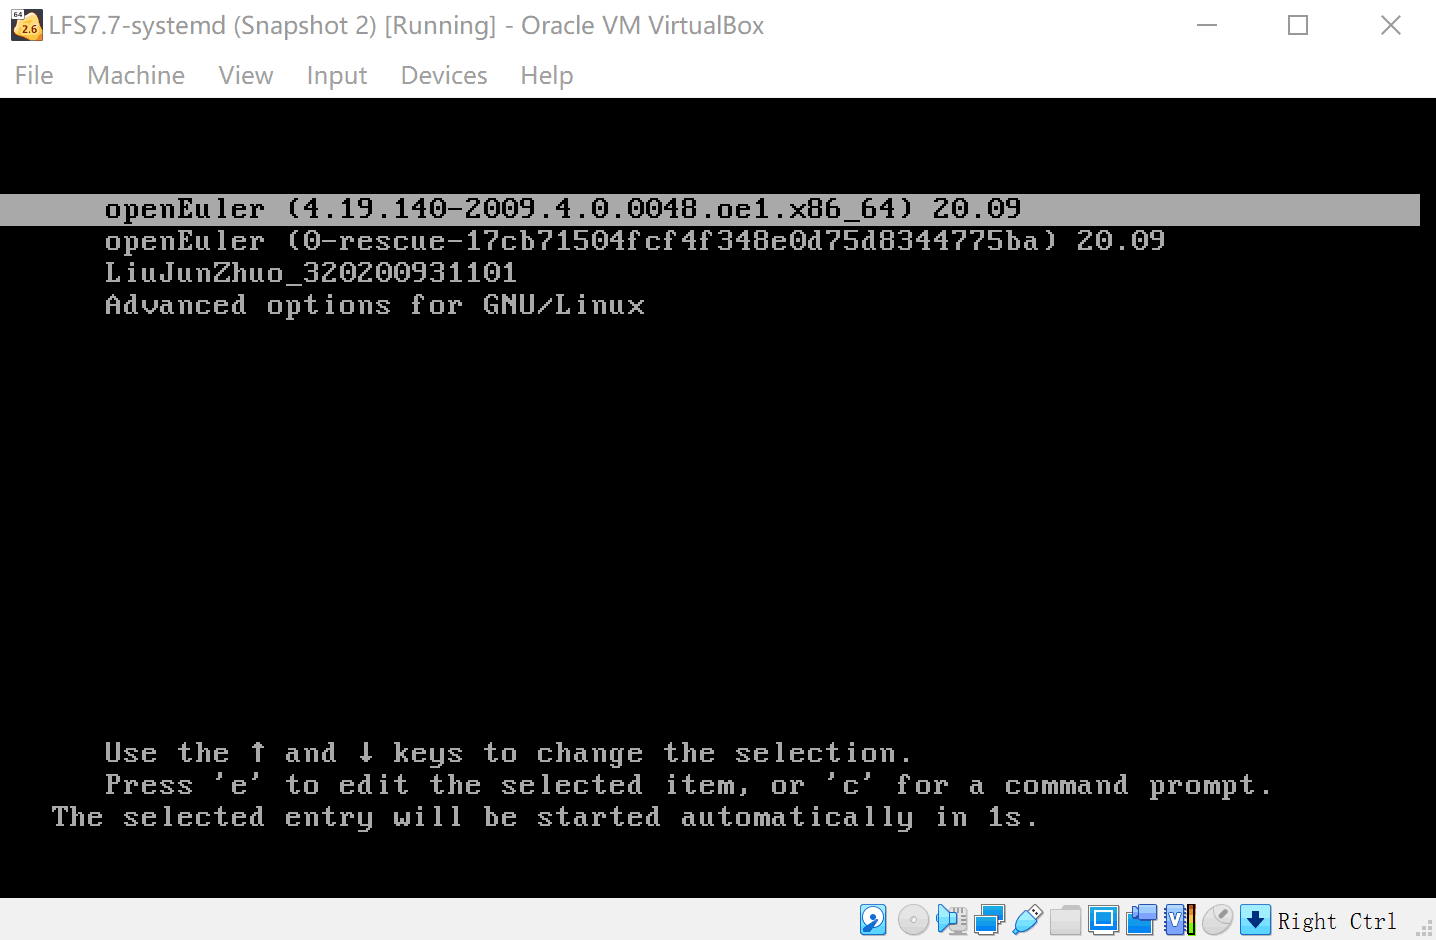 64
2.6
LFS7.7-systemd (Snapshot 2) [Running] - Oracle VM VirtualBox
File Machine View Input Devices Help
openEuler (4.19.140-2009.4.0.0048.oe1.x86_64) 20.09
openEuler (0-rescue-17cb71504fcf4f348e0d75d8344775ba) 20.09
LiuJunZhuo_320200931101
Advanced options for GNU/Linux
Use the ↑ and ↓ keys to change the selection.
Press 'e' to edit the selected item, or 'c' for a command prompt.
The selected entry will be started automatically in 1s.
V
Right Ctrl